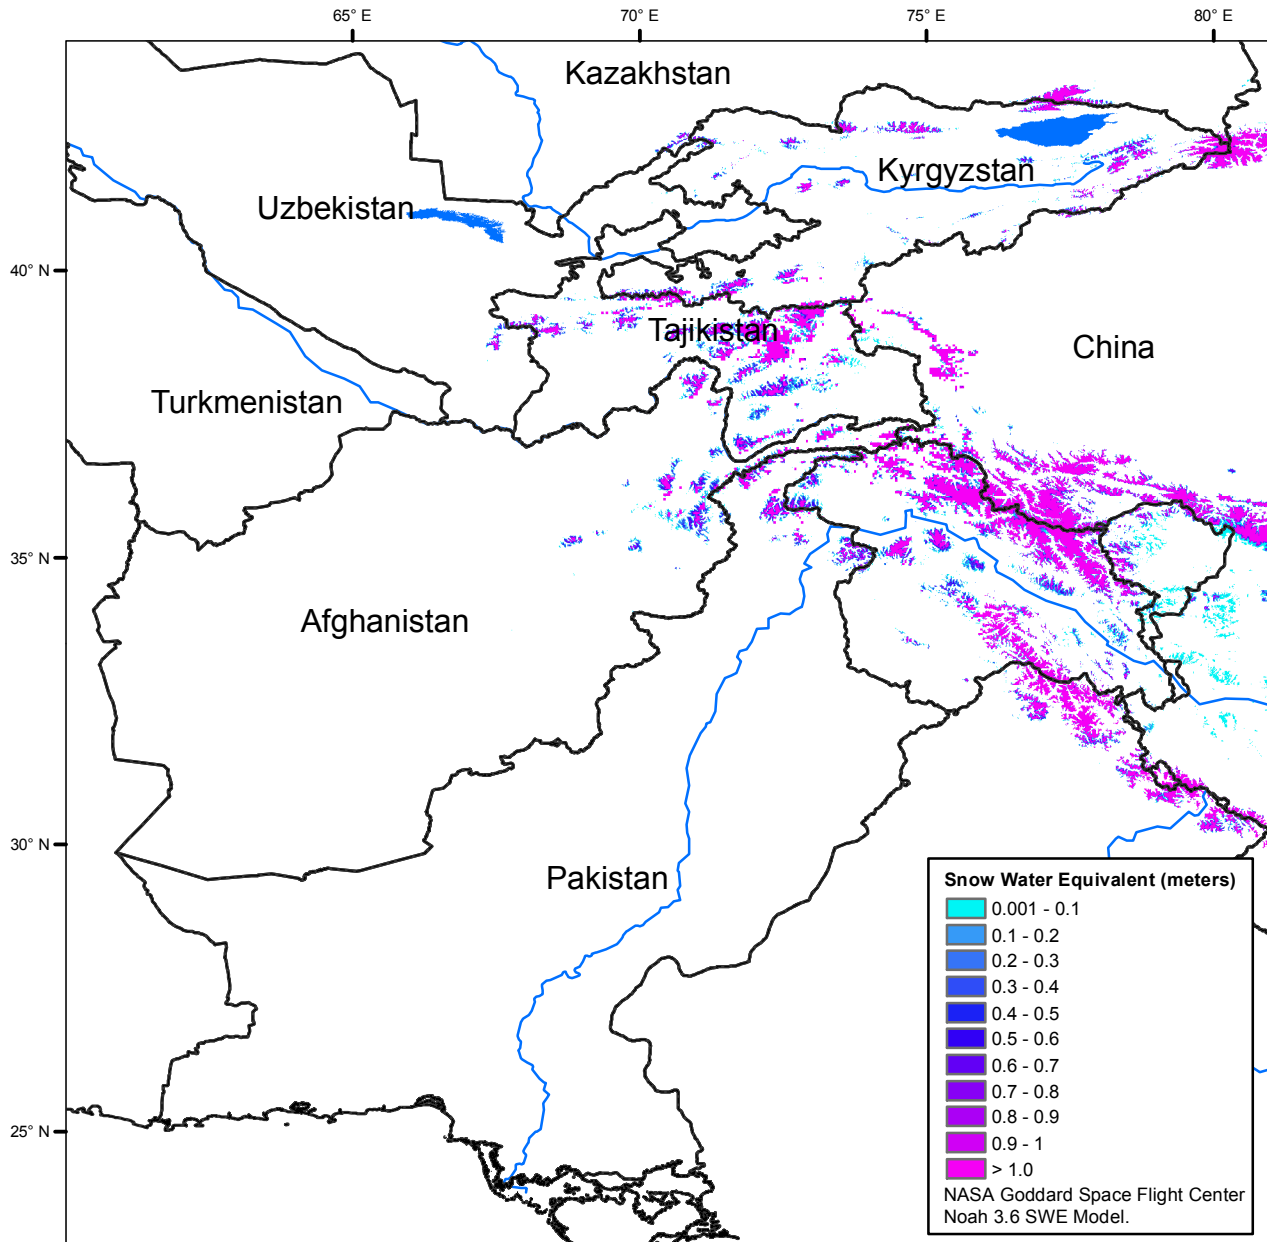 65° E
70° E
75° E
80° E
Kazakhstan
Kyrgyzstan
Uzbekistan
40° N
Tajikistan
China
Turkmenistan
35° N
Afghanistan
30° N
Pakistan
25° N
Snow Water Equivalent (meters)
0.001 - 0.1
0.1 - 0.2
0.2 - 0.3
0.3 - 0.4
0.4 - 0.5
0.5 - 0.6
0.6 - 0.7
0.7 - 0.8
0.8 - 0.9
0.9 - 1
> 1.0
NASA Goddard Space Flight Center
Noah 3.6 SWE Model.